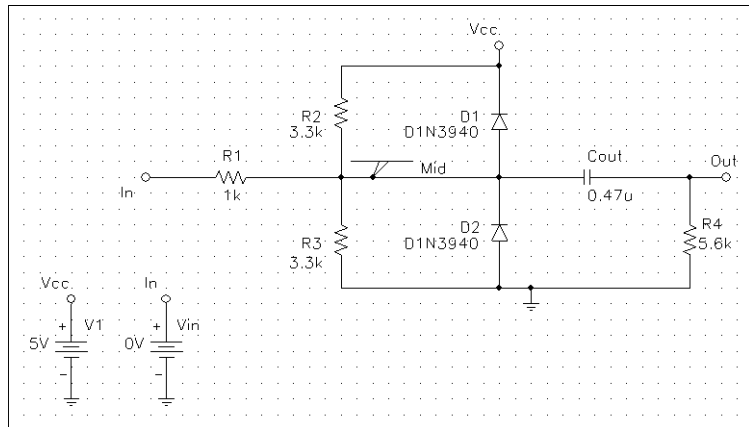 Vcc
R2
3.3k
D1
D1N3940
R1
1k
In
Mid
Cout
0.47u
Out
R3
3.3k
D2
D1N3940
R4
5.6k
Vcc
+
V1
5V
-
In
+
Vin
0V
-